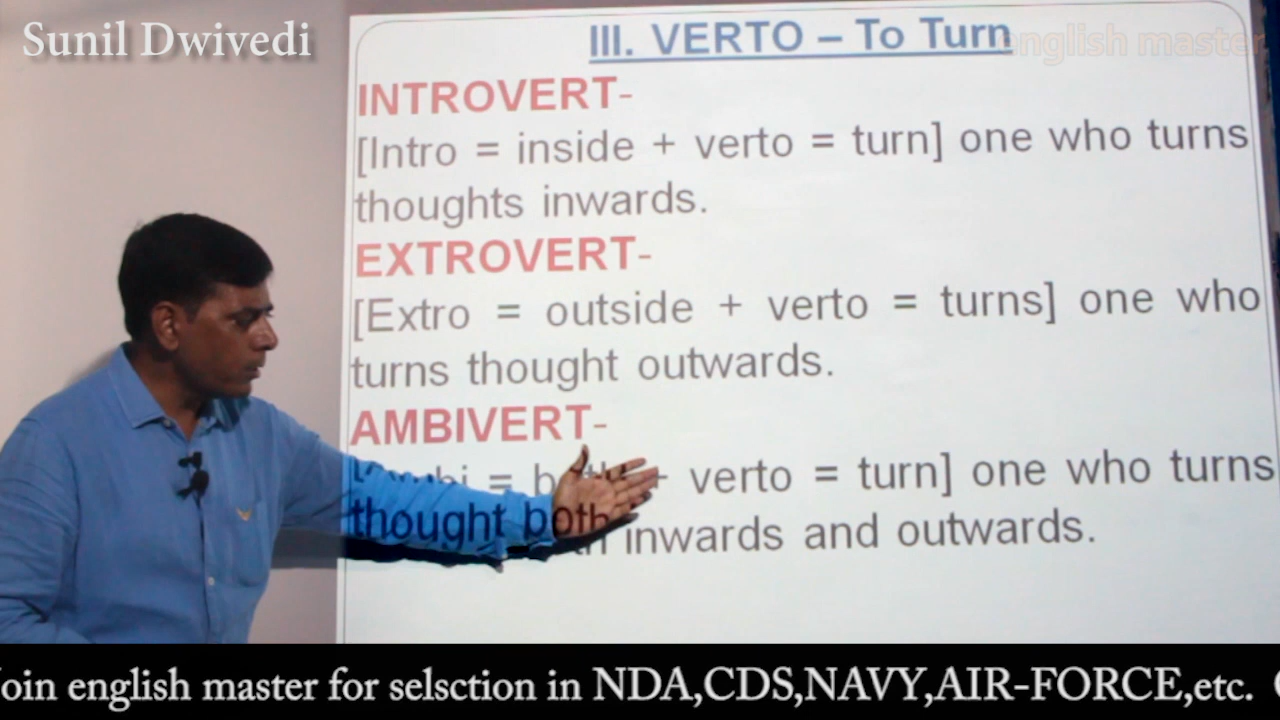 Sunil Dwivedi
III. VERTO – To Turn
english master
INTROVERT-
[Intro = inside + verto = turn] one who turns
thoughts inwards.
EXTROVERT-
[Extro = outside + verto = turns] one who
turns thought outwards.
AMBIVERT-
= both + verto = turn] one who turns
thought both inwards and outwards.
Join english master for selsction in NDA,CDS,NAVY,AIR-FORCE,etc.